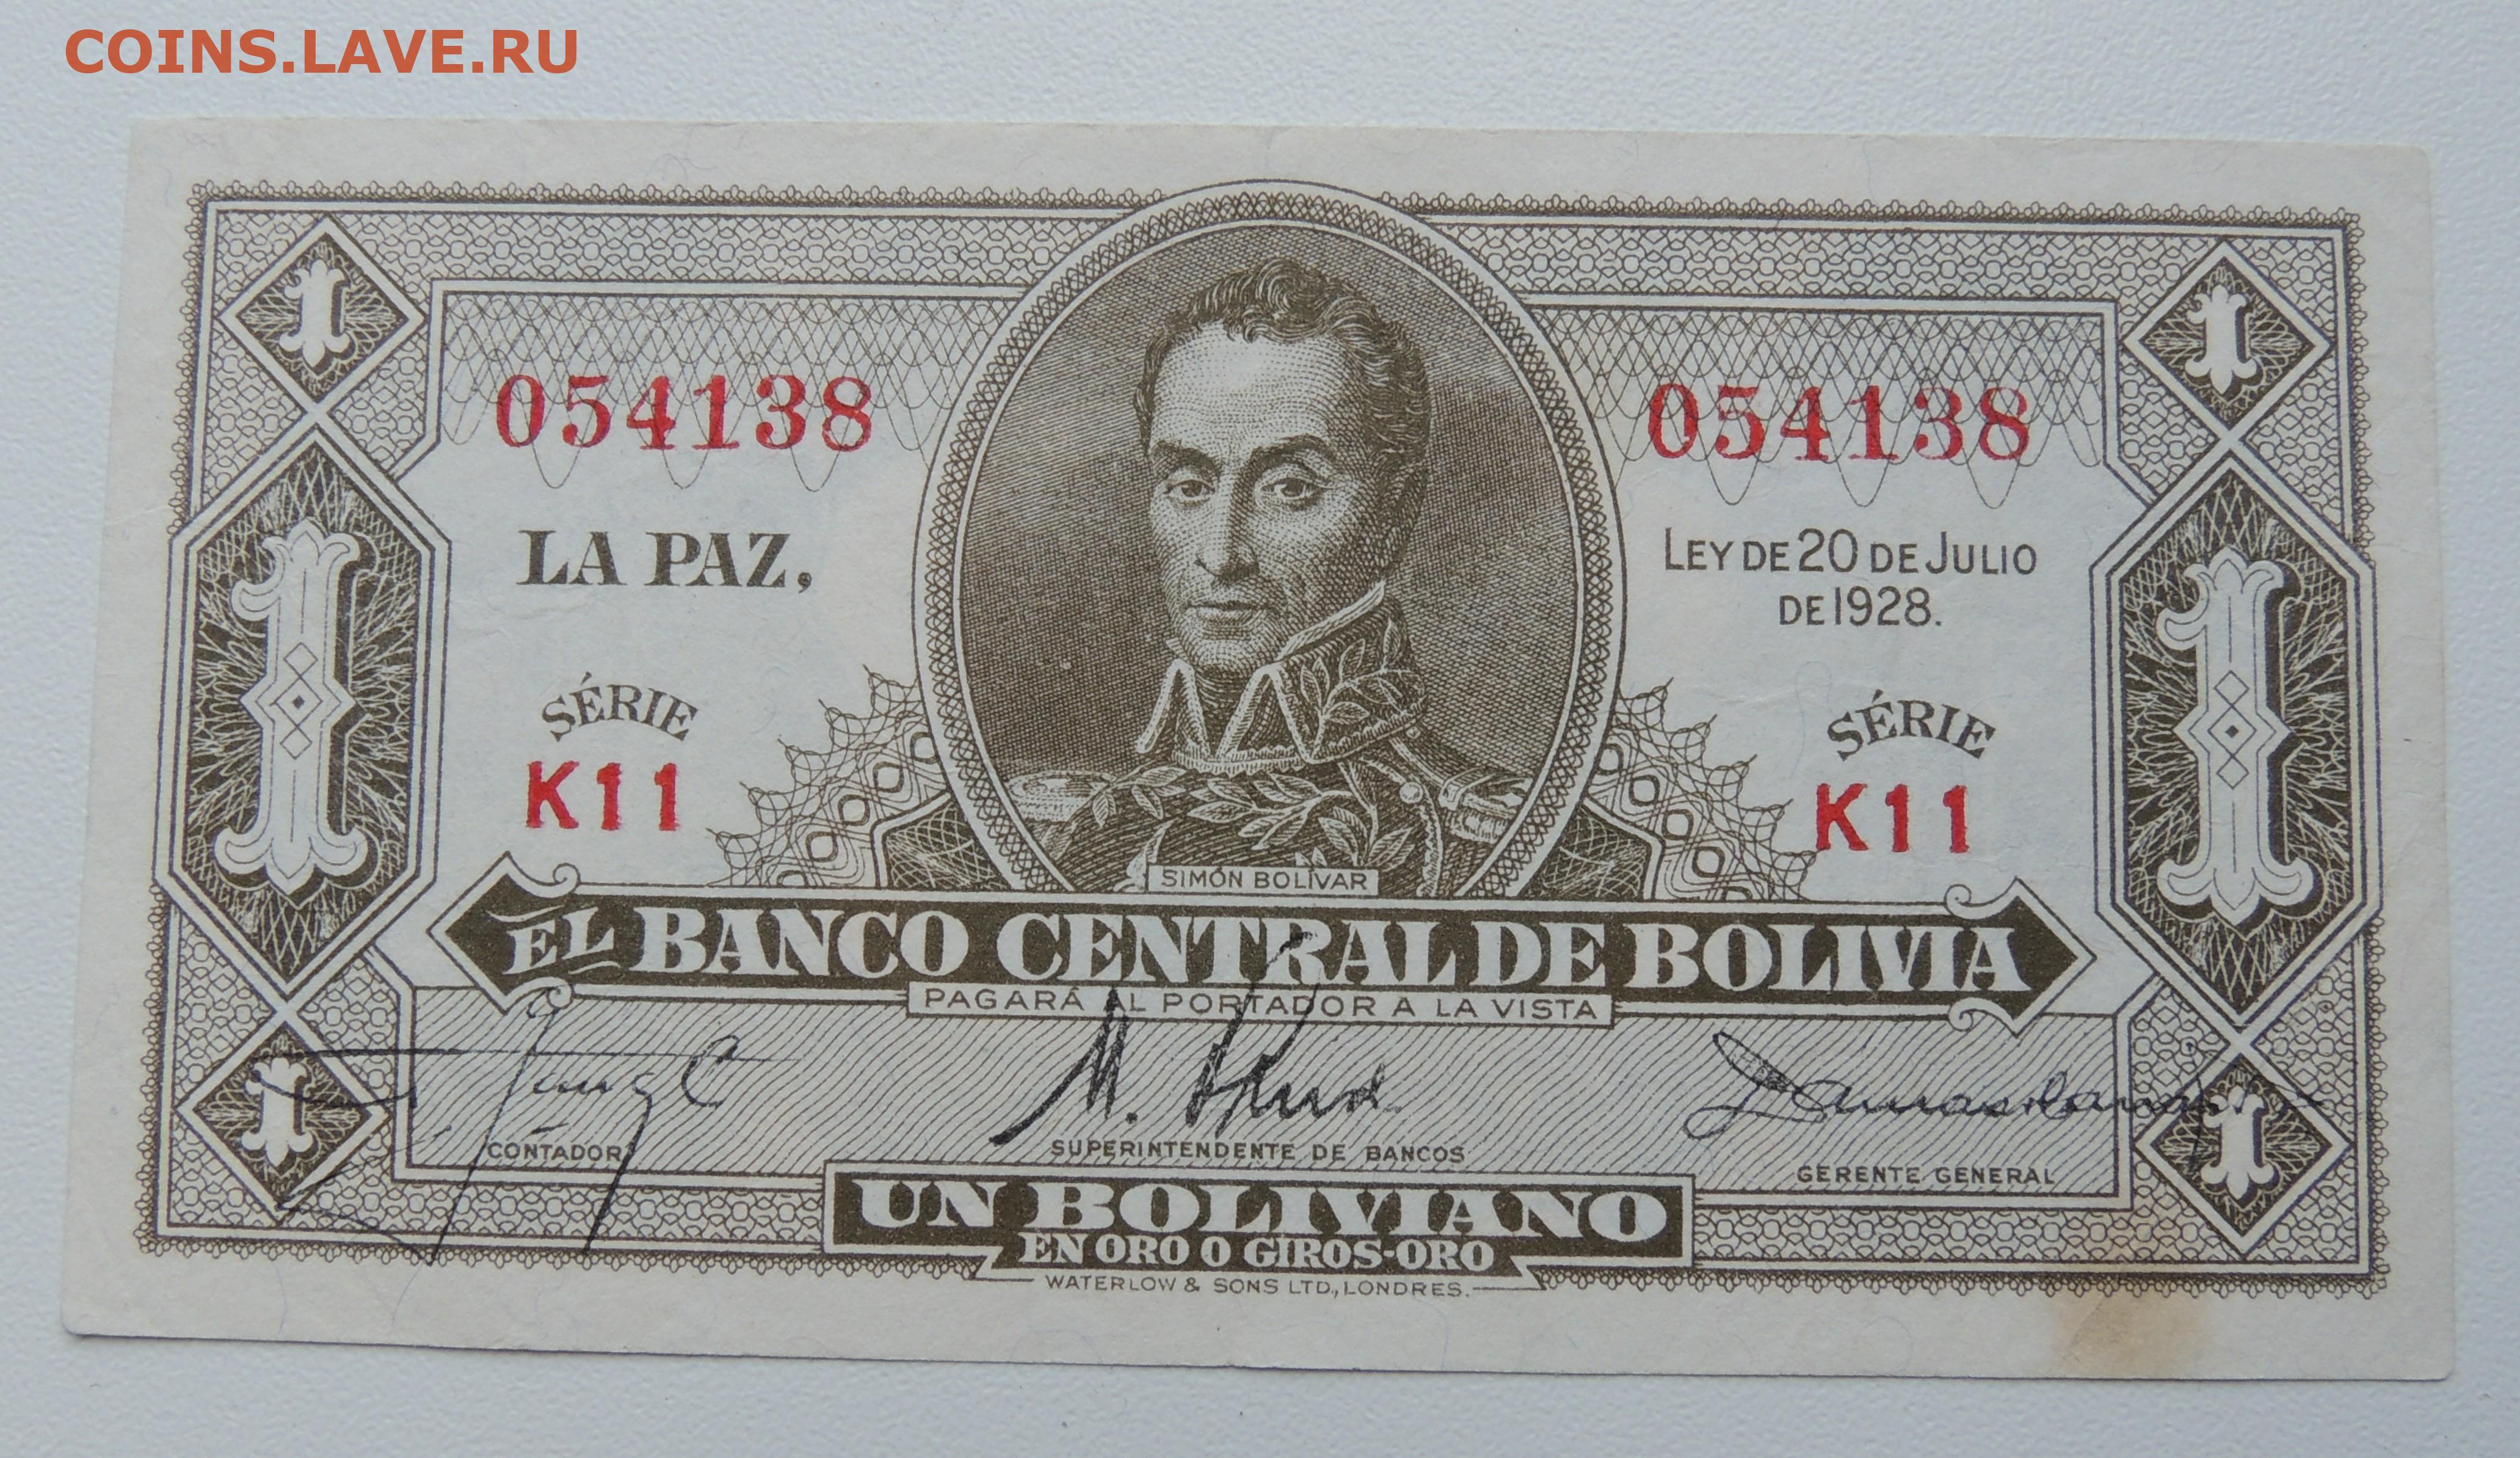 COINS.LAVE.RU
1 1
054138 054138
LA PAZ,
LEY DE 20 DE JULIO
DE 1928.
1 1
SÉRIE SÉRIE
K11 K11
SIMÓN BOLÍVAR
EL BANCO CENTRAL DE BOLIVIA
PAGARÁ AL PORTADOR A LA VISTA
1 1
CONTADOR
SUPERINTENDENTE DE BANCOS
GERENTE GENERAL
UN BOLIVIANO
EN ORO O GIROS-ORO
WATERLOW & SONS LTD., LONDRES.